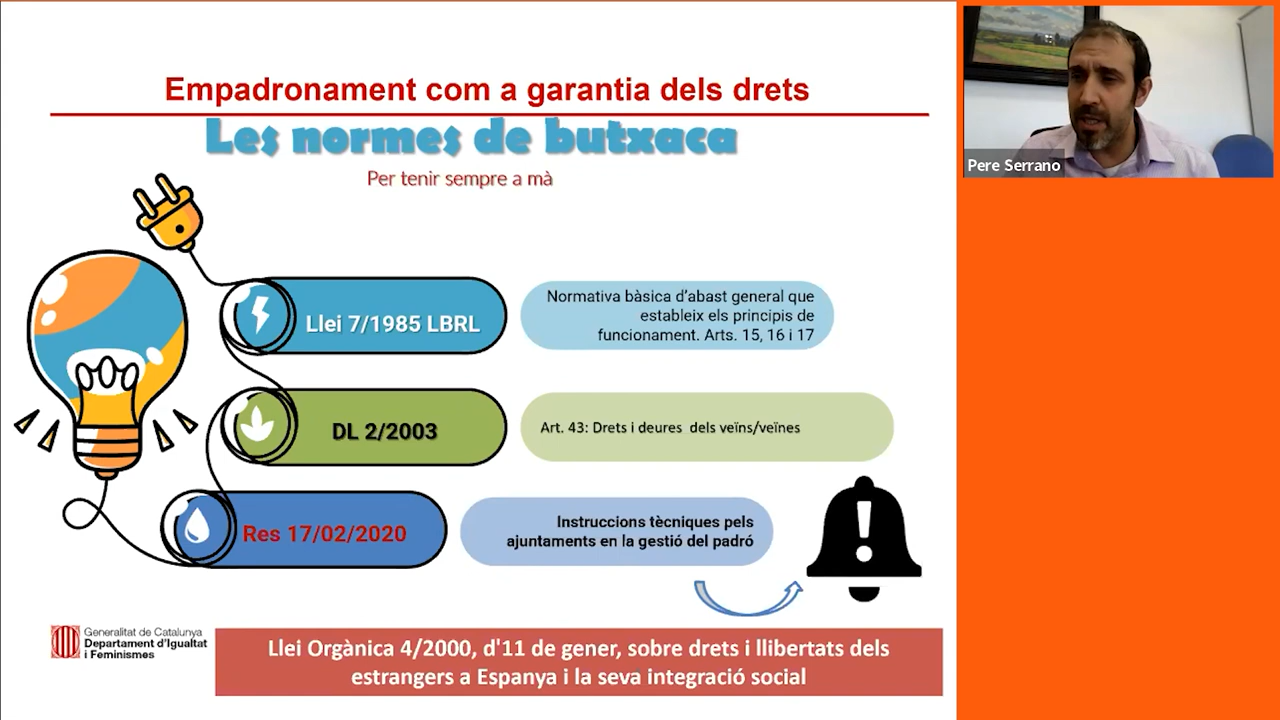 Empadronament com a garantia dels drets
Les normes de butxaca
Per tenir sempre a mà
Llei 7/1985 LBRL
Normativa bàsica d'abast general que
estableix els principis de
funcionament. Arts. 15, 16 i 17
DL 2/2003
Art. 43: Drets i deures dels veïns/veïnes
Res 17/02/2020
Instruccions tècniques pels
ajuntaments en la gestió del padró
Generalitat de Catalunya
Departament d'Igualtat
i Feminismes
Llei Orgànica 4/2000, d'11 de gener, sobre drets i llibertats dels
estrangers a Espanya i la seva integració social
Pere Serrano